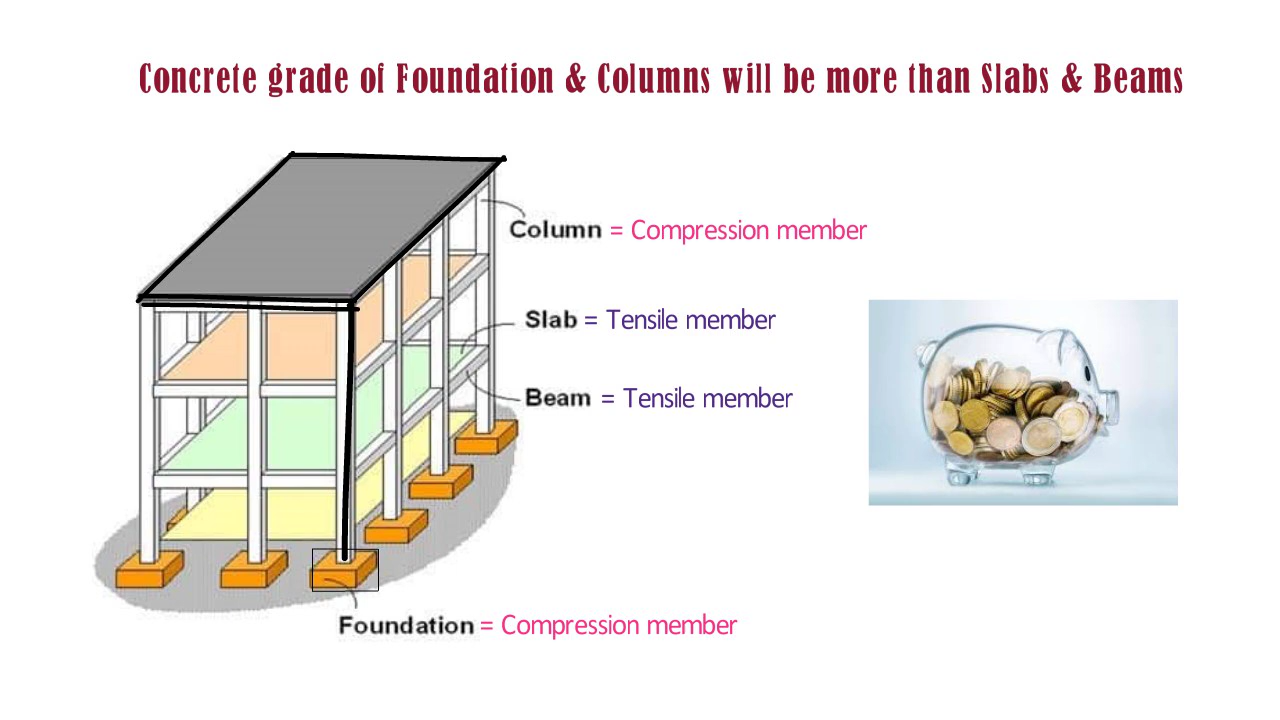 Concrete grade of Foundation & Columns will be more than Slabs & Beams
Column = Compression member
Slab = Tensile member
Beam = Tensile member
Foundation = Compression member